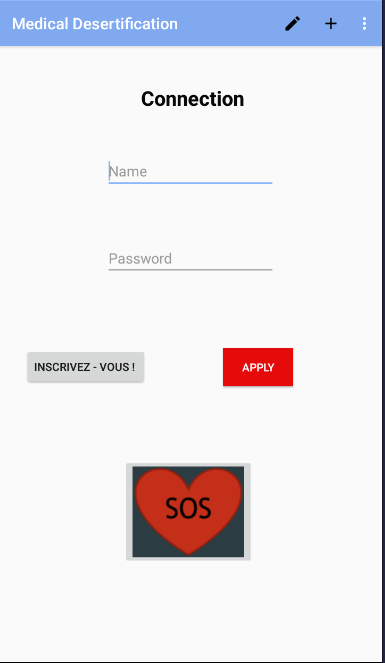 Medical Desertification
Connection
Name
Password
INSCRIVEZ - VOUS !
APPLY
SOS